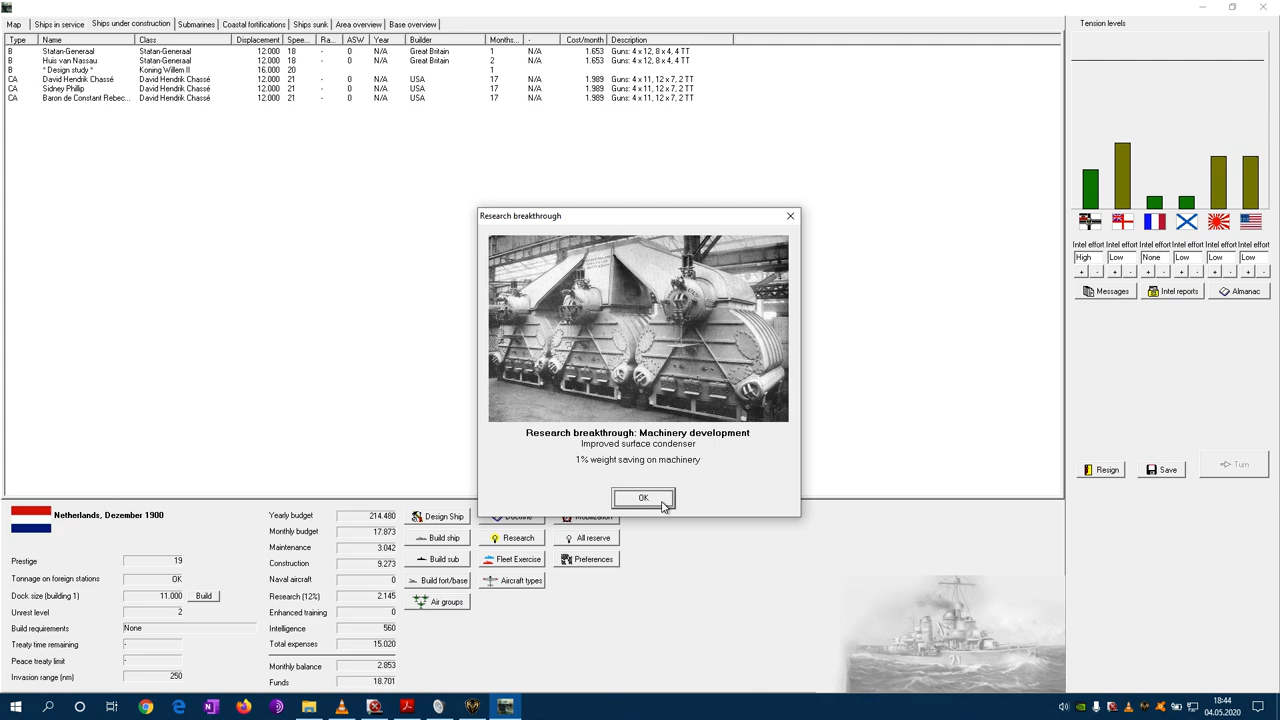 Map Ships in service Ships under construction Submarines Coastal fortifications Ships sunk Area overview Base overview
Type Name Class Displacement Spee... Ra... ASW Year Builder Months... - Cost/month Description
B Statan-Generaal Statan-Generaal 12.000 18 - 0 N/A Great Britain 1 N/A 1.653 Guns: 4 x 12, 8 x 4, 4 TT
B Huis van Nassau Statan-Generaal 12.000 18 - 0 N/A Great Britain 2 N/A 1.653 Guns: 4 x 12, 8 x 4, 4 TT
B * Design study * Koning Willem II 16.000 20 1
CA David Hendrik Chassé David Hendrik Chassé 12.000 21 - 0 N/A USA 17 N/A 1.989 Guns: 4 x 11, 12 x 7, 2 TT
CA Sidney Phillip David Hendrik Chassé 12.000 21 - 0 N/A USA 17 N/A 1.989 Guns: 4 x 11, 12 x 7, 2 TT
CA Baron de Constant Rebec... David Hendrik Chassé 12.000 21 - 0 N/A USA 17 N/A 1.989 Guns: 4 x 11, 12 x 7, 2 TT
Tension levels
Intel effort Intel effort Intel effort Intel effort Intel effort Intel effort
High Low None Low Low Low
+ - + - + - + - + - + -
Messages Intel reports Almanac
Resign Save Turn
Research breakthrough
Research breakthrough: Machinery development
Improved surface condenser
1% weight saving on machinery
OK
Netherlands, Dezember 1900
Prestige 19
Tonnage on foreign stations OK
Dock size (building 1) 11.000 Build
Unrest level 2
Build requirements None
Treaty time remaining -
Peace treaty limit -
Invasion range (nm) 250
Yearly budget 214.480
Monthly budget 17.873
Maintenance 3.042
Construction 9.273
Naval aircraft 0
Research (12%) 2.145
Enhanced training 0
Intelligence 560
Total expenses 15.020
Monthly balance 2.853
Funds 18.701
Design Ship Doctrine Mobilization
Build ship Research All reserve
Build sub Fleet Exercise Preferences
Build fort/base Aircraft types
Air groups
18:44
04.05.2020